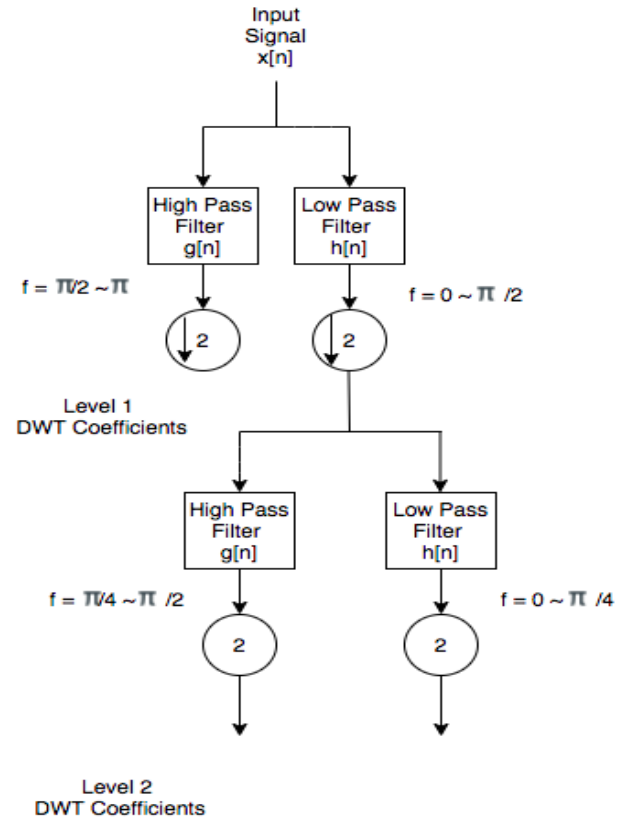 Input
Signal
x[n]
High Pass
Filter
g[n]
Low Pass
Filter
h[n]
f = π/2 ~ π
f = 0 ~ π /2
2
2
Level 1
DWT Coefficients
High Pass
Filter
g[n]
Low Pass
Filter
h[n]
f = π/4 ~ π /2
f = 0 ~ π /4
2
2
Level 2
DWT Coefficients